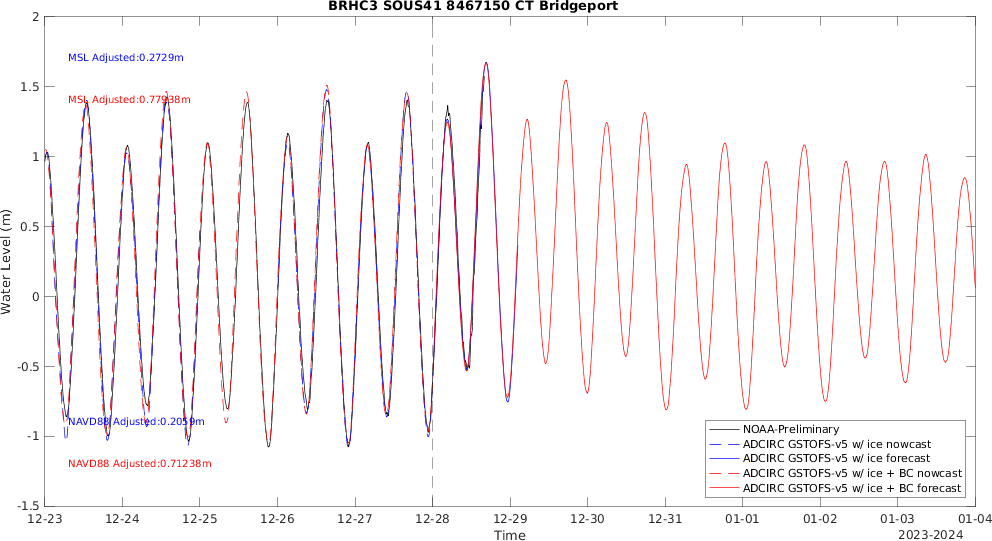 BRHC3 SOUS41 8467150 CT Bridgeport
2
1.5
1
0.5
0
-0.5
-1
-1.5
Water Level (m)
MSL Adjusted:0.2729m
MSL Adjusted:0.77938m
NAVD88 Adjusted:0.2059m
NAVD88 Adjusted:0.71238m
NOAA-Preliminary
ADCIRC GSTOFS-v5 w/ ice nowcast
ADCIRC GSTOFS-v5 w/ ice forecast
ADCIRC GSTOFS-v5 w/ ice + BC nowcast
ADCIRC GSTOFS-v5 w/ ice + BC forecast
12-23 12-24 12-25 12-26 12-27 12-28 12-29 12-30 12-31 01-01 01-02 01-03 01-04
Time
2023-2024